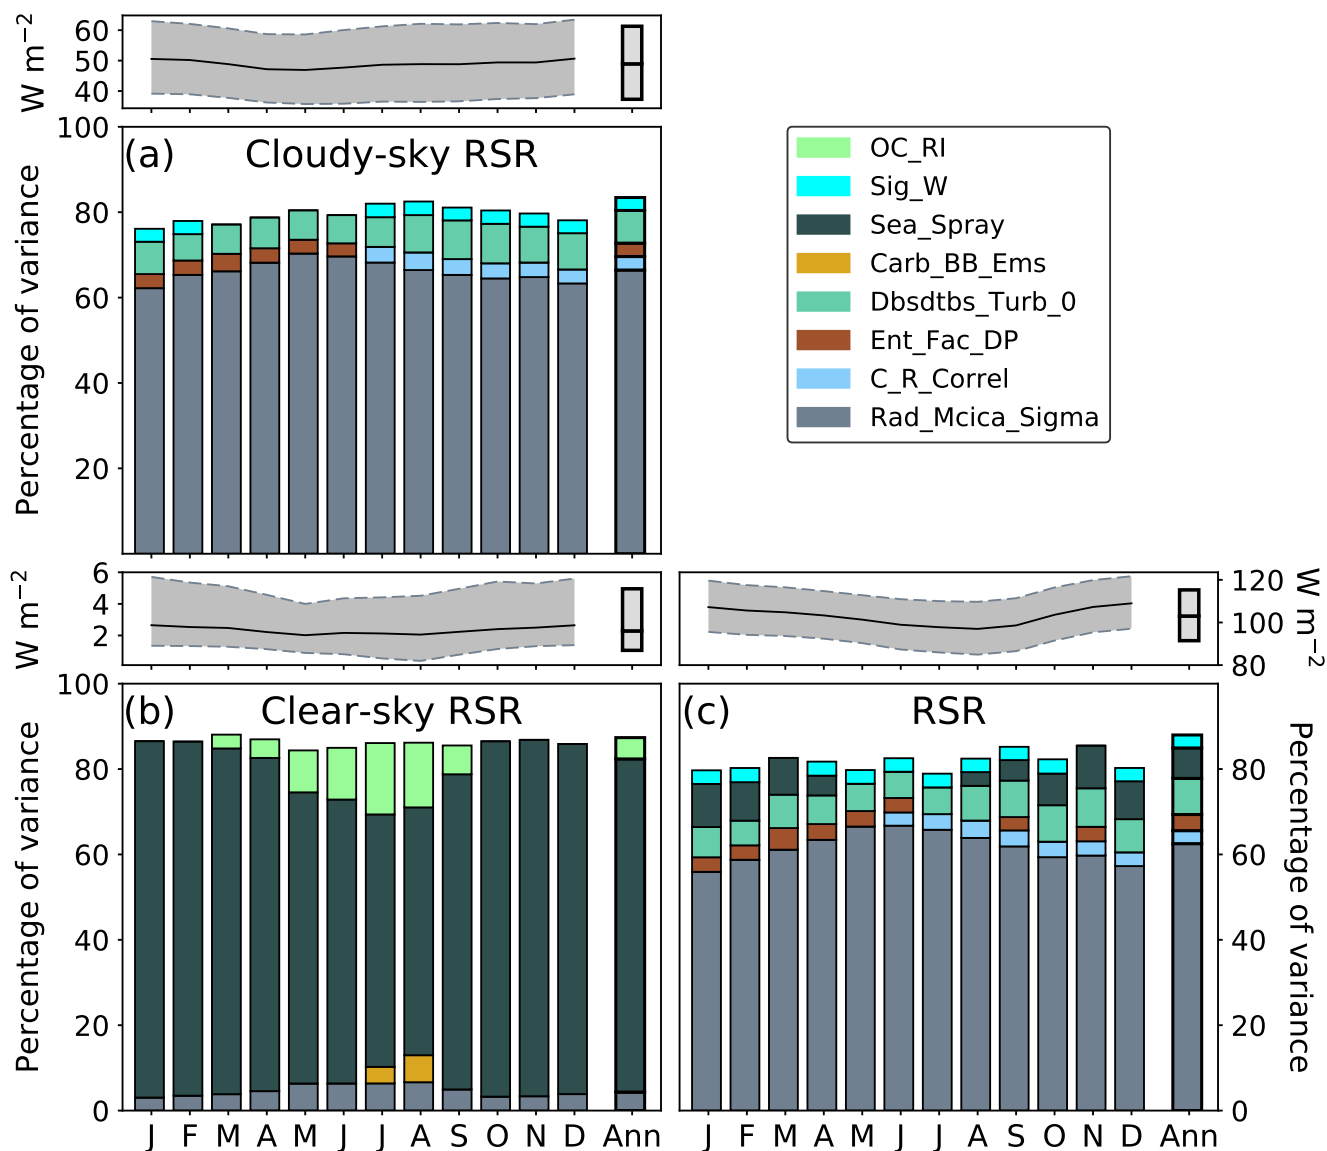 60
50
40
W m⁻²
100
80
60
40
20
Percentage of variance
(a) Cloudy-sky RSR
OC_RI
Sig_W
Sea_Spray
Carb_BB_Ems
Dbsdtbs_Turb_0
Ent_Fac_DP
C_R_Correl
Rad_Mcica_Sigma
6
4
2
W m⁻²
120
100
80
W m⁻²
100
80
60
40
20
0
Percentage of variance
(b) Clear-sky RSR
J F M A M J J A S O N D Ann
(c) RSR
80
60
40
20
0
Percentage of variance
J F M A M J J A S O N D Ann